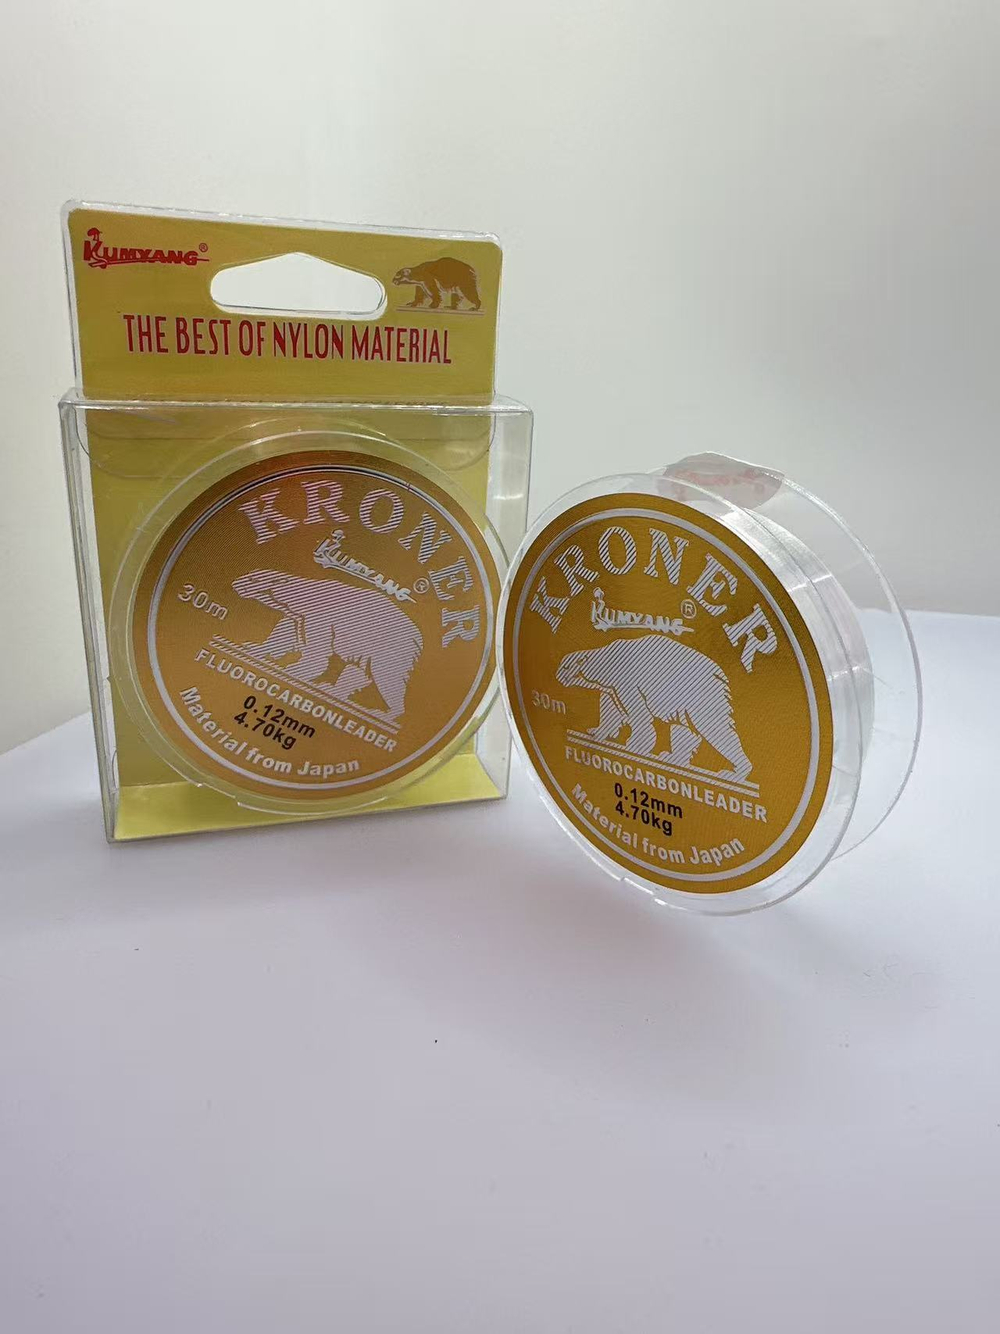 KUMYANG®
THE BEST OF NYLON MATERIAL
KRONER
KUMYANG®
30m
FLUOROCARBONLEADER
0.12mm
4.70kg
Material from Japan
KRONER
KUMYANG®
30m
FLUOROCARBONLEADER
0.12mm
4.70kg
Material from Japan